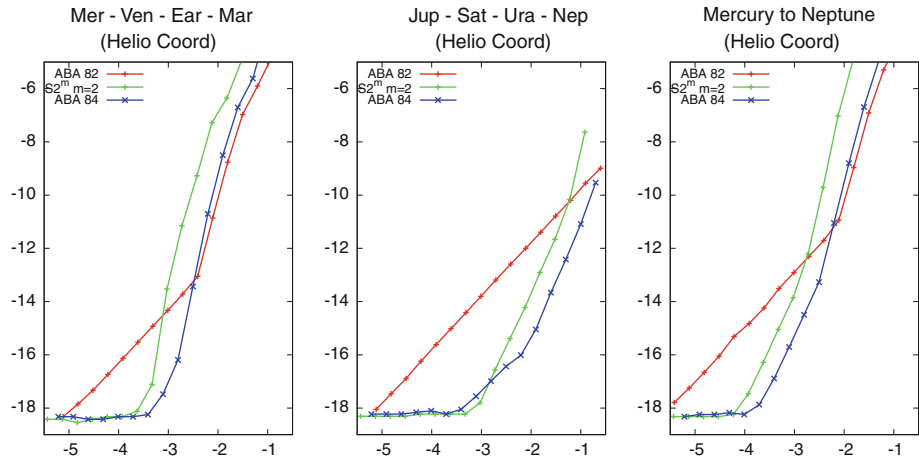 Mer - Ven - Ear - Mar
(Helio Coord)
ABA 82
S2^m m=2
ABA 84
-6
-8
-10
-12
-14
-16
-18
-5 -4 -3 -2 -1
Jup - Sat - Ura - Nep
(Helio Coord)
ABA 82
S2^m m=2
ABA 84
-6
-8
-10
-12
-14
-16
-18
-5 -4 -3 -2 -1
Mercury to Neptune
(Helio Coord)
ABA 82
S2^m m=2
ABA 84
-6
-8
-10
-12
-14
-16
-18
-5 -4 -3 -2 -1